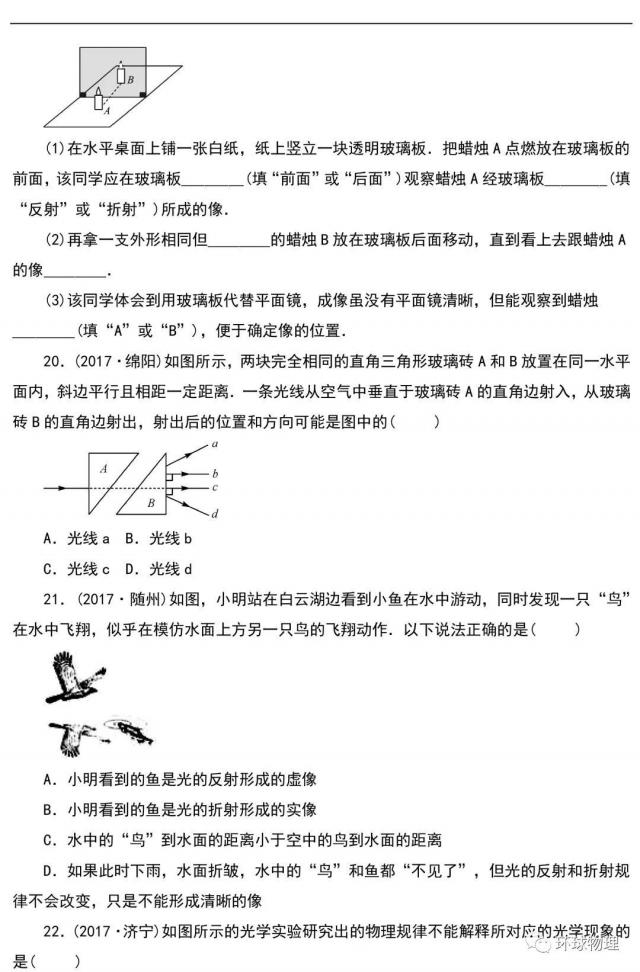 B
A
(1)在水平桌面上铺一张白纸，纸上竖立一块透明玻璃板．把蜡烛A点燃放在玻璃板的
前面，该同学应在玻璃板________(填“前面”或“后面”)观察蜡烛A经玻璃板________(填
“反射”或“折射”)所成的像．
(2)再拿一支外形相同但________的蜡烛B放在玻璃板后面移动，直到看上去跟蜡烛A
的像________．
(3)该同学体会到用玻璃板代替平面镜，成像虽没有平面镜清晰，但能观察到蜡烛
________(填“A”或“B”)，便于确定像的位置．
20．(2017·绵阳)如图所示，两块完全相同的直角三角形玻璃砖A和B放置在同一水平
面内，斜边平行且相距一定距离．一条光线从空气中垂直于玻璃砖A的直角边射入，从玻璃
砖B的直角边射出，射出后的位置和方向可能是图中的(　　)
a
A
b
c
B
d
A．光线a B．光线b
C．光线c D．光线d
21．(2017·随州)如图，小明站在白云湖边看到小鱼在水中游动，同时发现一只“鸟”
在水中飞翔，似乎在模仿水面上方另一只鸟的飞翔动作．以下说法正确的是(　　)
A．小明看到的鱼是光的反射形成的虚像
B．小明看到的鱼是光的折射形成的实像
C．水中的“鸟”到水面的距离小于空中的鸟到水面的距离
D．如果此时下雨，水面折皱，水中的“鸟”和鱼都“不见了”，但光的反射和折射规
律不会改变，只是不能形成清晰的像
22．(2017·济宁)如图所示的光学实验研究出的物理规律不能解释所对应的光学现象的
是(　　)
环球物理